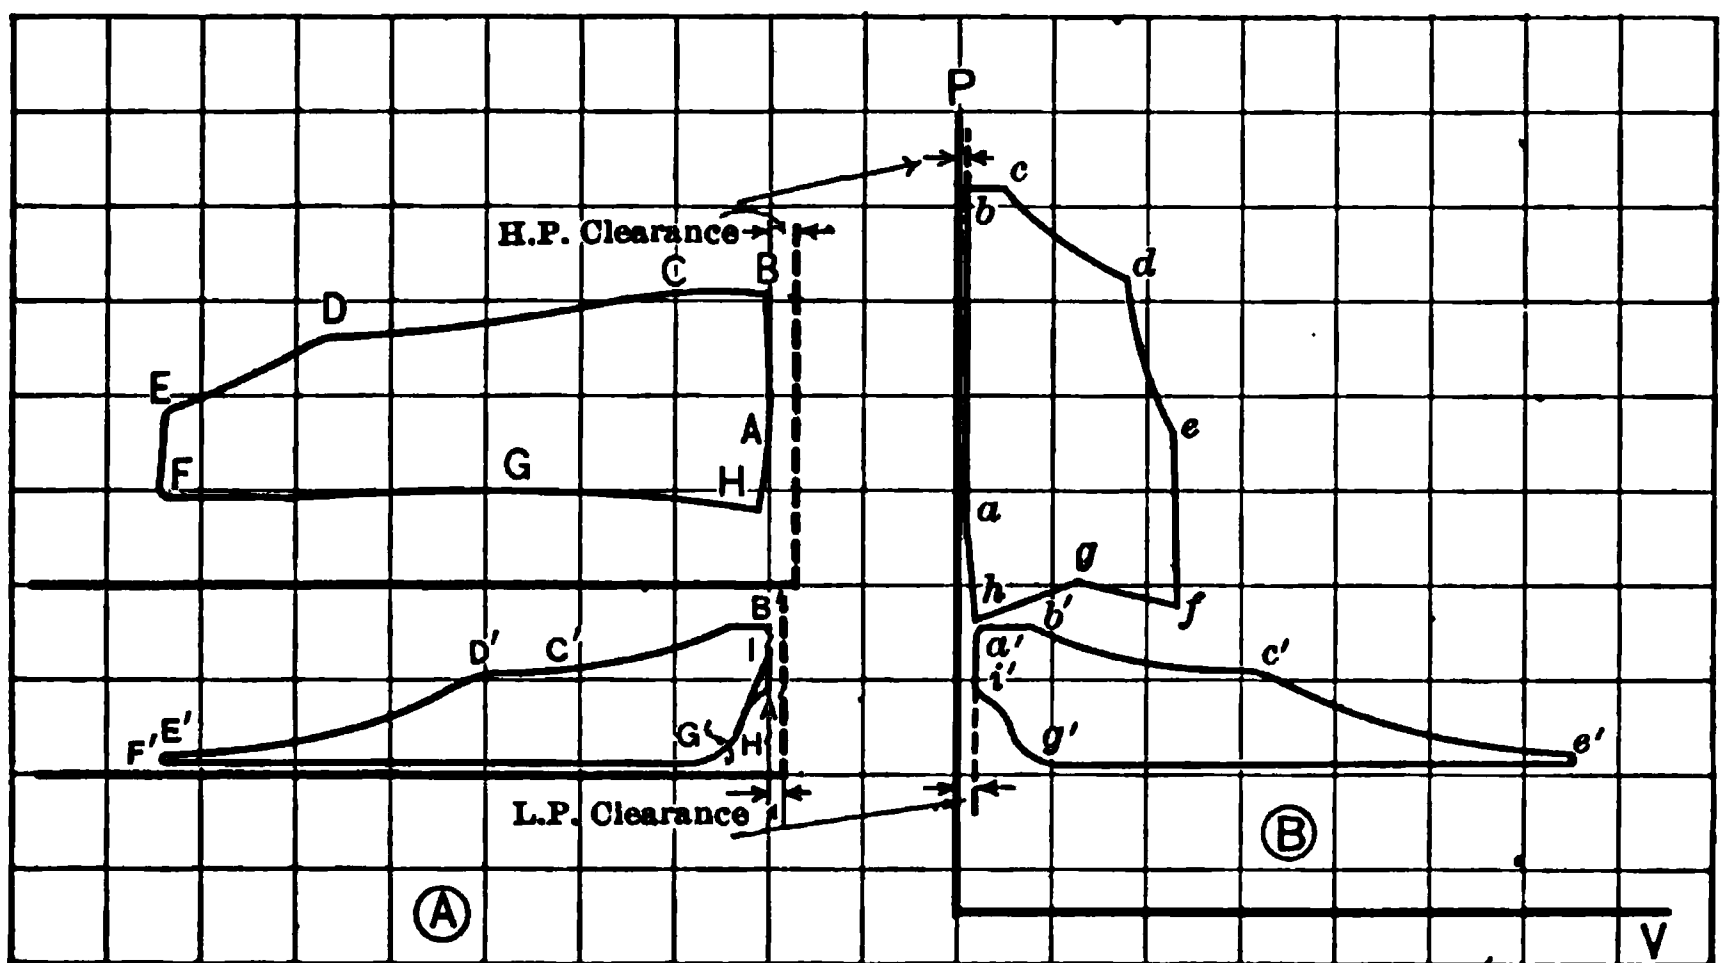 P
c
b
H.P. Clearance
C B
d
D
E
e
A
F G H
a
g
h
b'
f
B
D' C' I
a'
c'
i'
A
F' E' G' H
g'
e'
L.P. Clearance
B
A
V